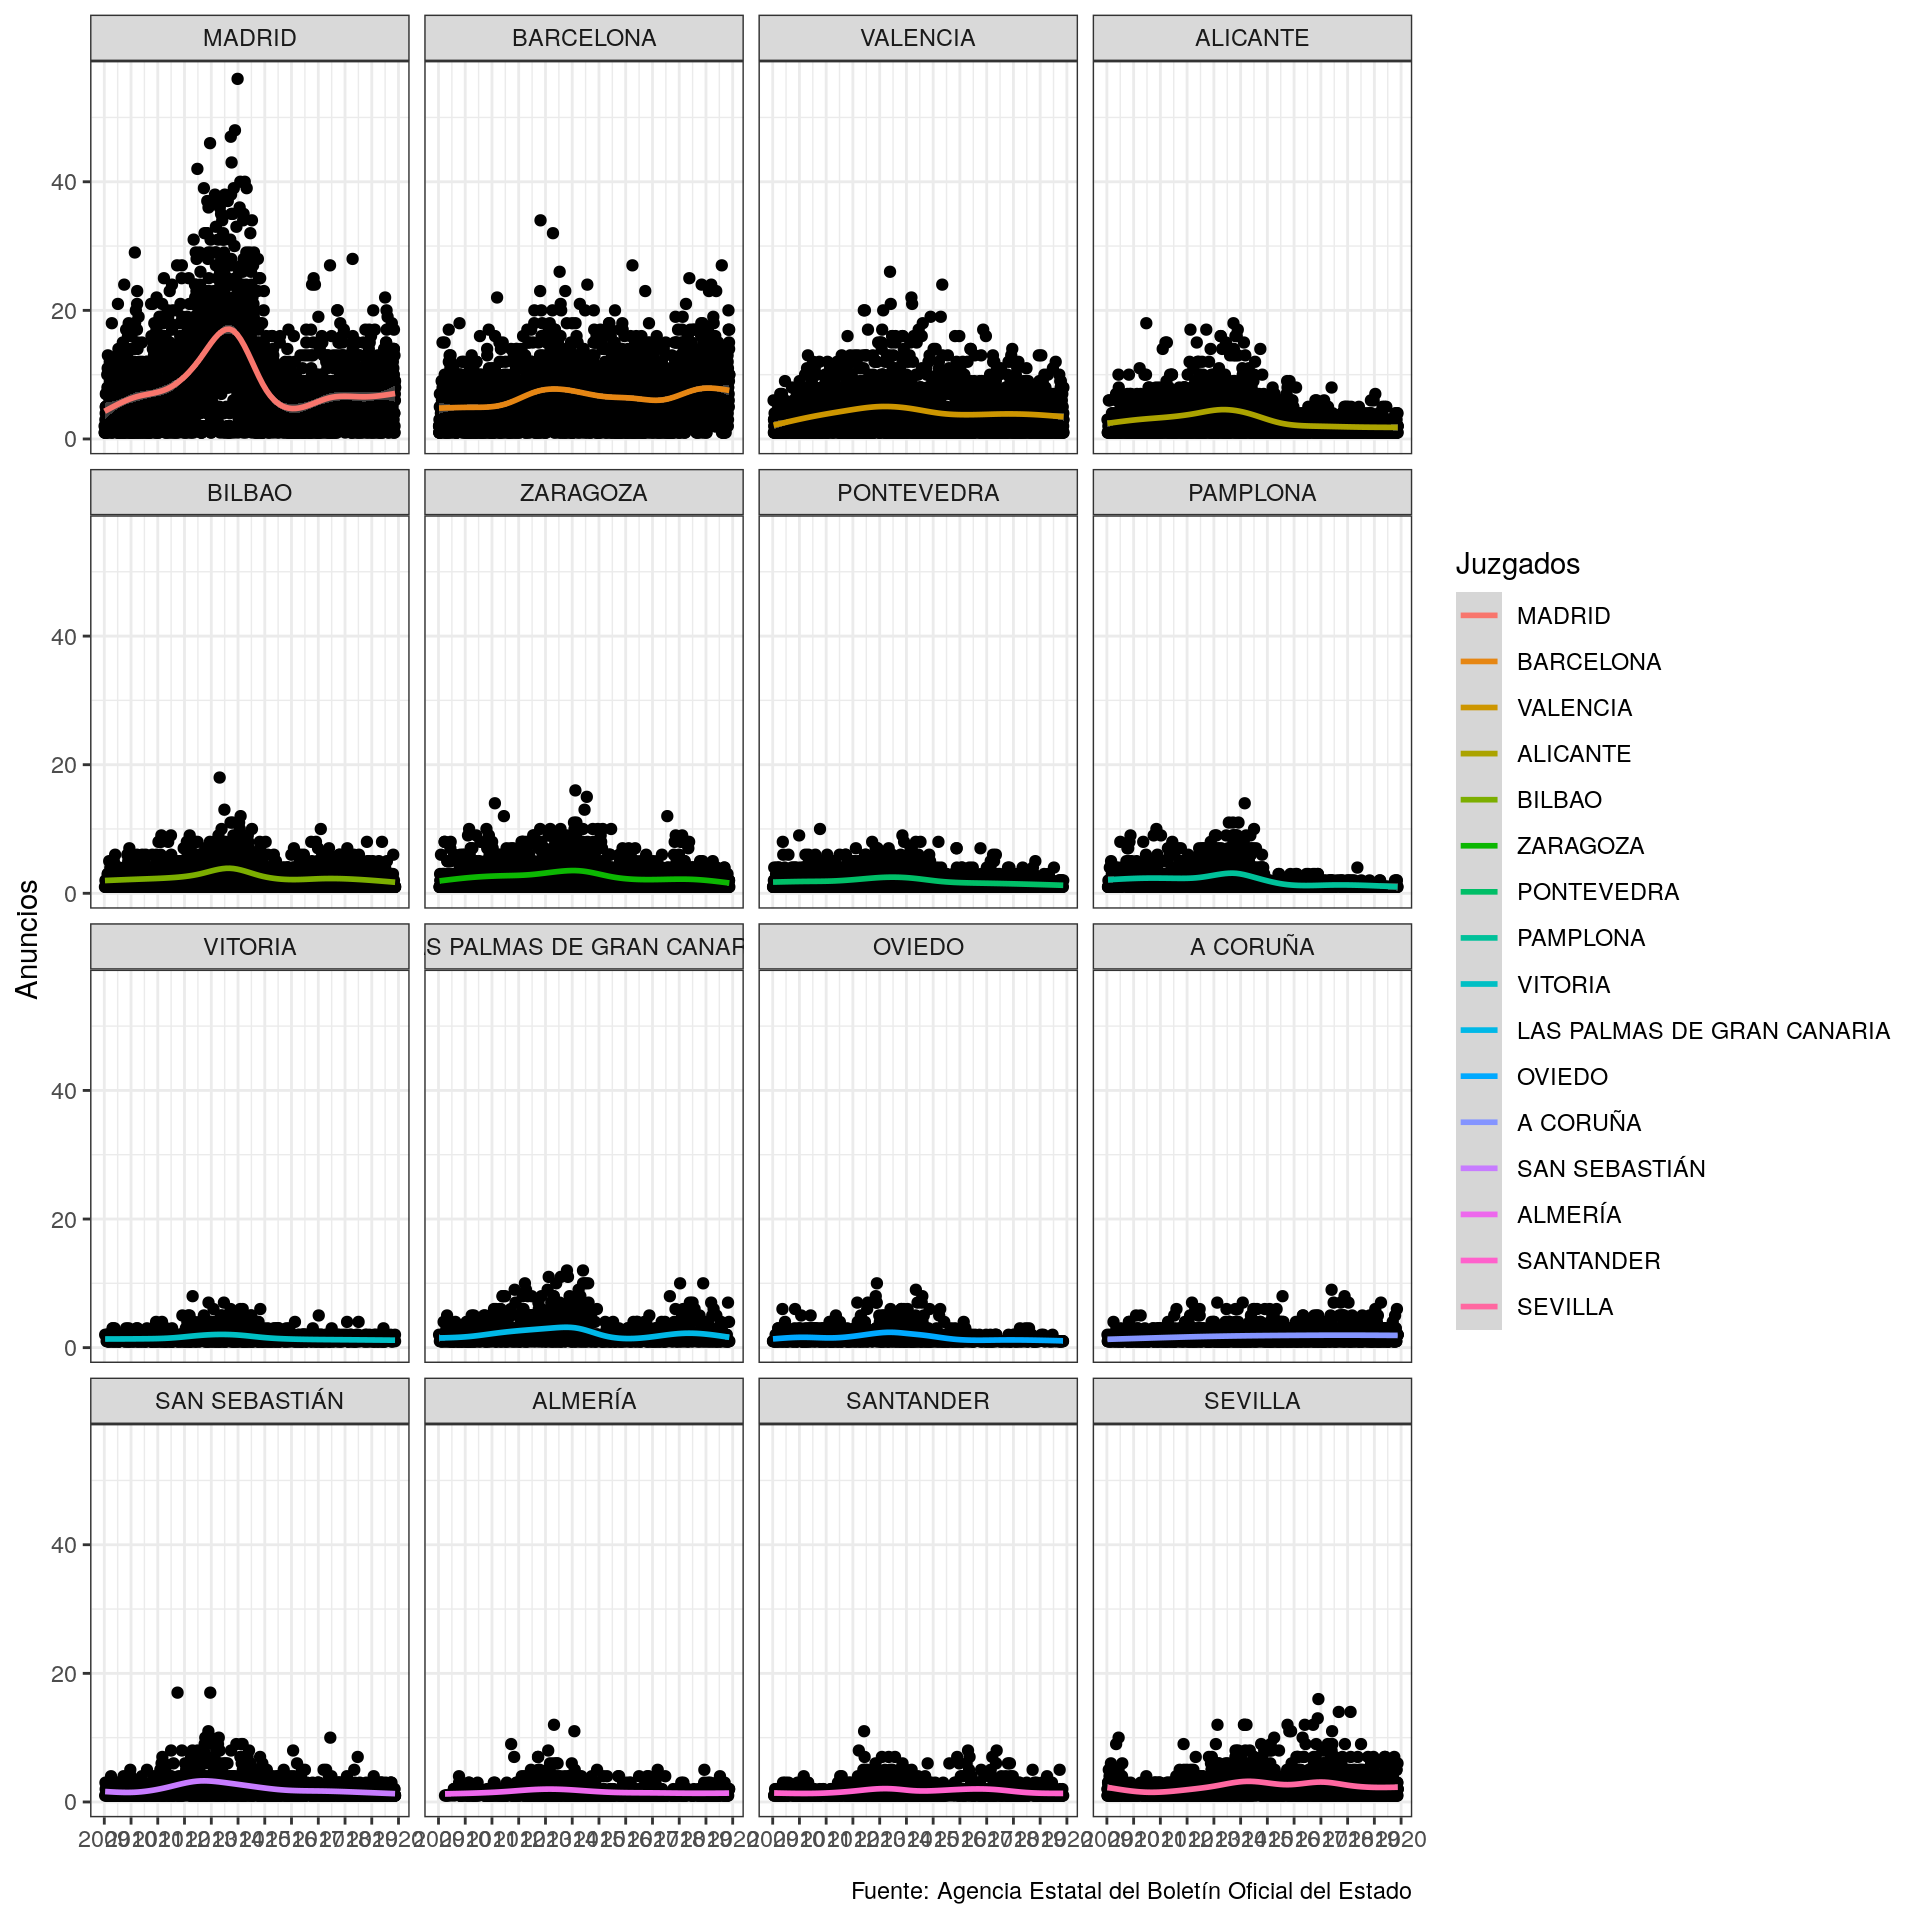 MADRID
BARCELONA
VALENCIA
ALICANTE
40
20
0
BILBAO
ZARAGOZA
PONTEVEDRA
PAMPLONA
40
20
0
Anuncios
VITORIA
S PALMAS DE GRAN CANAR
OVIEDO
A CORUÑA
40
20
0
SAN SEBASTIÁN
ALMERÍA
SANTANDER
SEVILLA
40
20
0
Fuente: Agencia Estatal del Boletín Oficial del Estado
Juzgados
MADRID
BARCELONA
VALENCIA
ALICANTE
BILBAO
ZARAGOZA
PONTEVEDRA
PAMPLONA
VITORIA
LAS PALMAS DE GRAN CANARIA
OVIEDO
A CORUÑA
SAN SEBASTIÁN
ALMERÍA
SANTANDER
SEVILLA